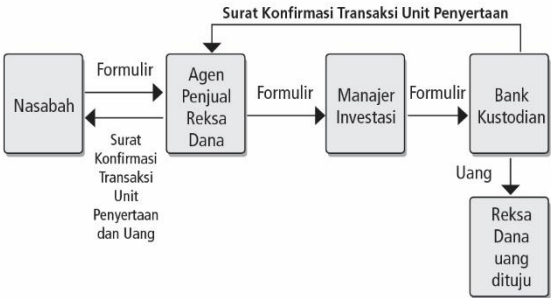 Surat Konfirmasi Transaksi Unit Penyertaan
Nasabah
Formulir
Surat
Konfirmasi
Transaksi
Unit
Penyertaan
dan Uang
Agen
Penjual
Reksa
Dana
Formulir
Manajer
Investasi
Formulir
Bank
Kustodian
Uang
Reksa
Dana
uang
dituju